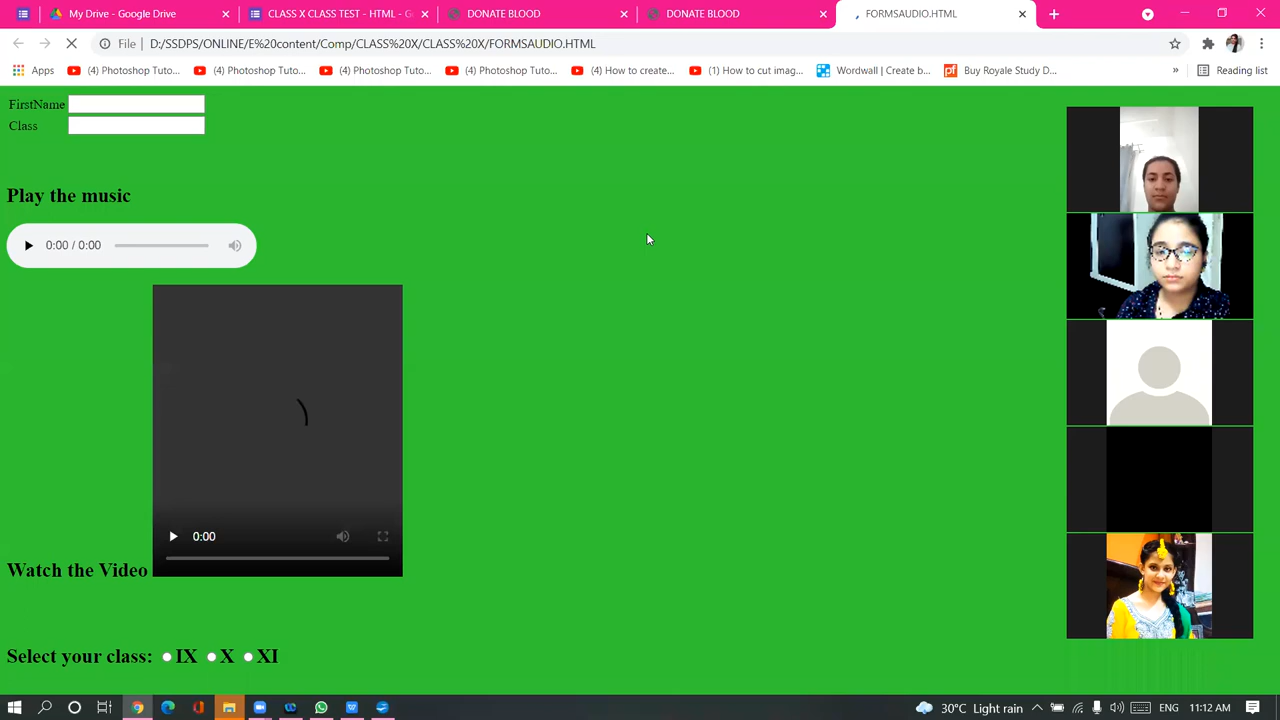 My Drive - Google Drive
CLASS X CLASS TEST - HTML - G
DONATE BLOOD
DONATE BLOOD
FORMSAUDIO.HTML
File | D:/SSDPS/ONLINE/E%20content/Comp/CLASS%20X/CLASS%20X/FORMSAUDIO.HTML
Apps
(4) Photoshop Tuto...
(4) Photoshop Tuto...
(4) Photoshop Tuto...
(4) Photoshop Tuto...
(4) How to create...
(1) How to cut imag...
Wordwall | Create b...
pf Buy Royale Study D...
»
Reading list
FirstName
Class
Play the music
0:00 / 0:00
0:00
Watch the Video
Select your class: IX X XI
30°C Light rain
ENG
11:12 AM